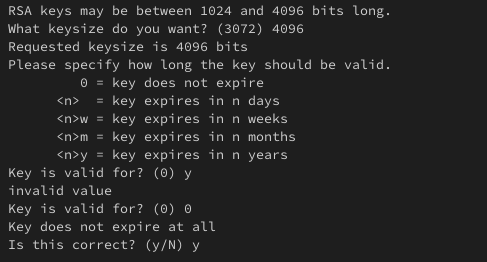 RSA keys may be between 1024 and 4096 bits long.
What keysize do you want? (3072) 4096
Requested keysize is 4096 bits
Please specify how long the key should be valid.
         0 = key does not expire
      <n>  = key expires in n days
      <n>w = key expires in n weeks
      <n>m = key expires in n months
      <n>y = key expires in n years
Key is valid for? (0) y
invalid value
Key is valid for? (0) 0
Key does not expire at all
Is this correct? (y/N) y